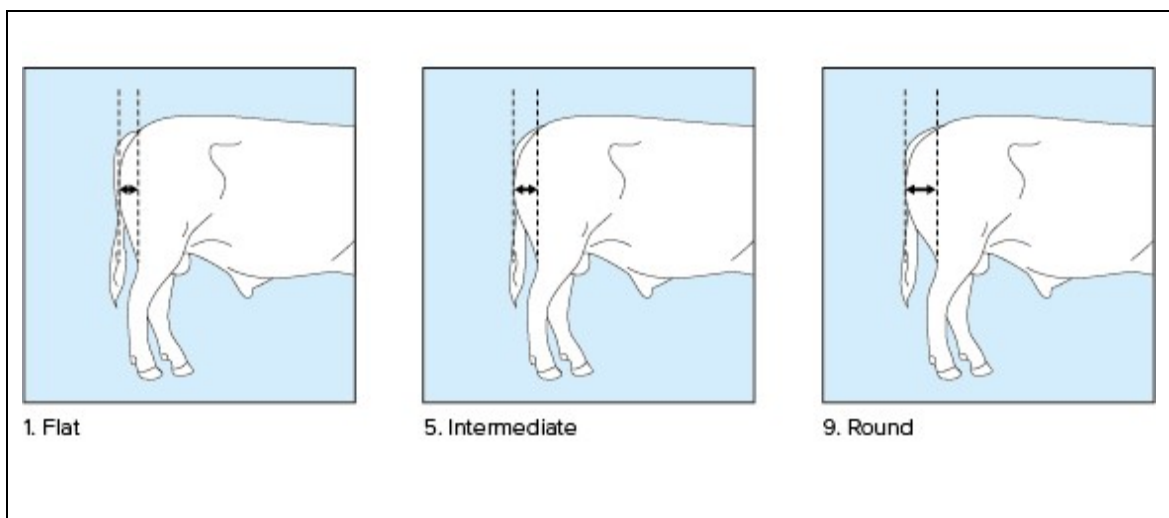 1. Flat
5. Intermediate
9. Round